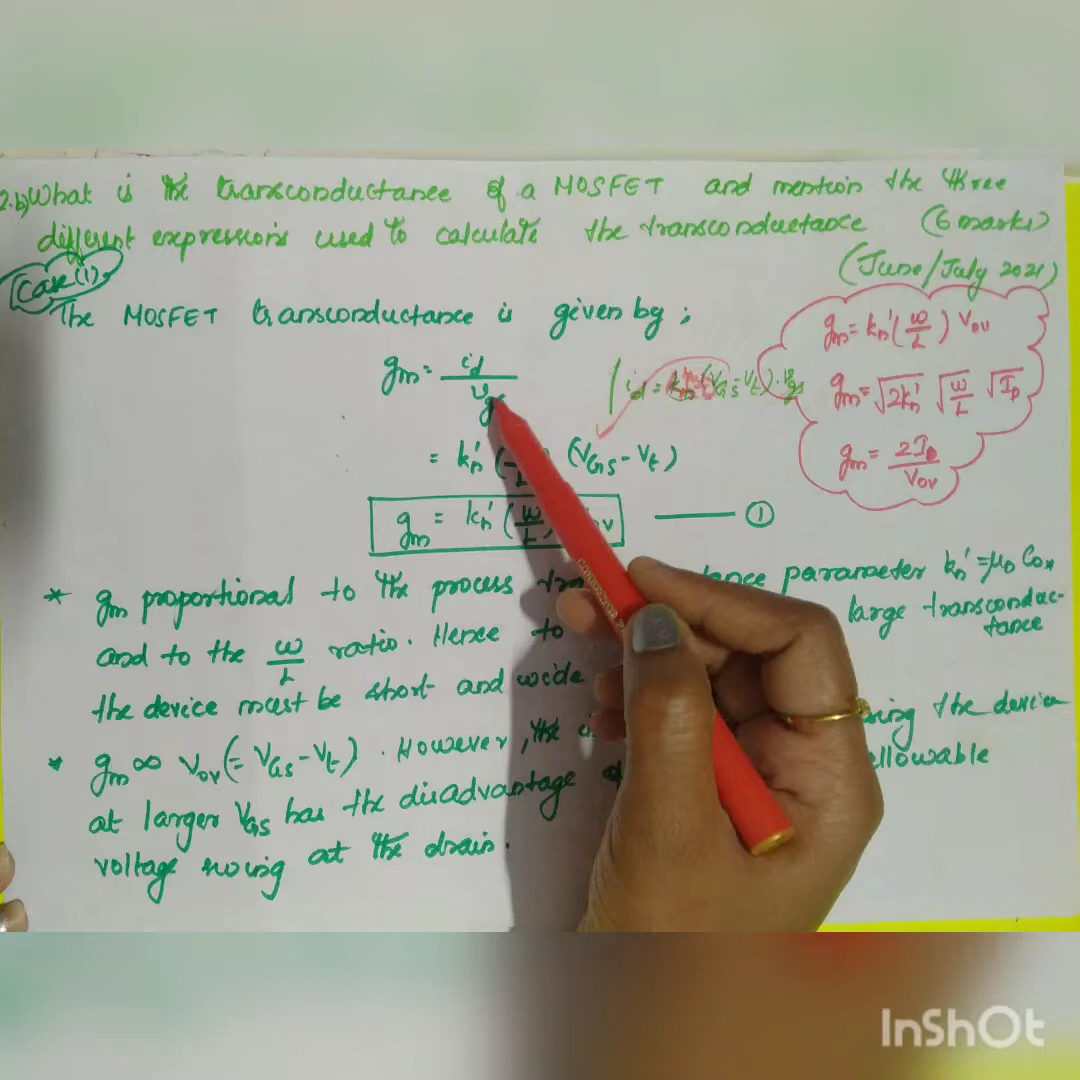 2.b) What is the transconductance of a MOSFET and mention the three
different expressions used to calculate the transconductance (6 marks)
(June/July 2021)
Case (1)
The MOSFET transconductance is given by;
gm = id / vgs
= kn' ( L ) (VGS - Vt)
gm = kn' (W/L) ov ——— ①
gm = kn' (W/L) Vov
gm = √2kn' √W/L √ID
gm = 2ID / Vov
* gm proportional to the process parameter kn' = μn Cox
and to the W/L ratio. Hence to large transconductance
the device must be short and wide
* gm ∝ Vov (= VGS - Vt). However, the the device
at larger VGS has the disadvantage allowable
voltage swing at the drain.
InShOt